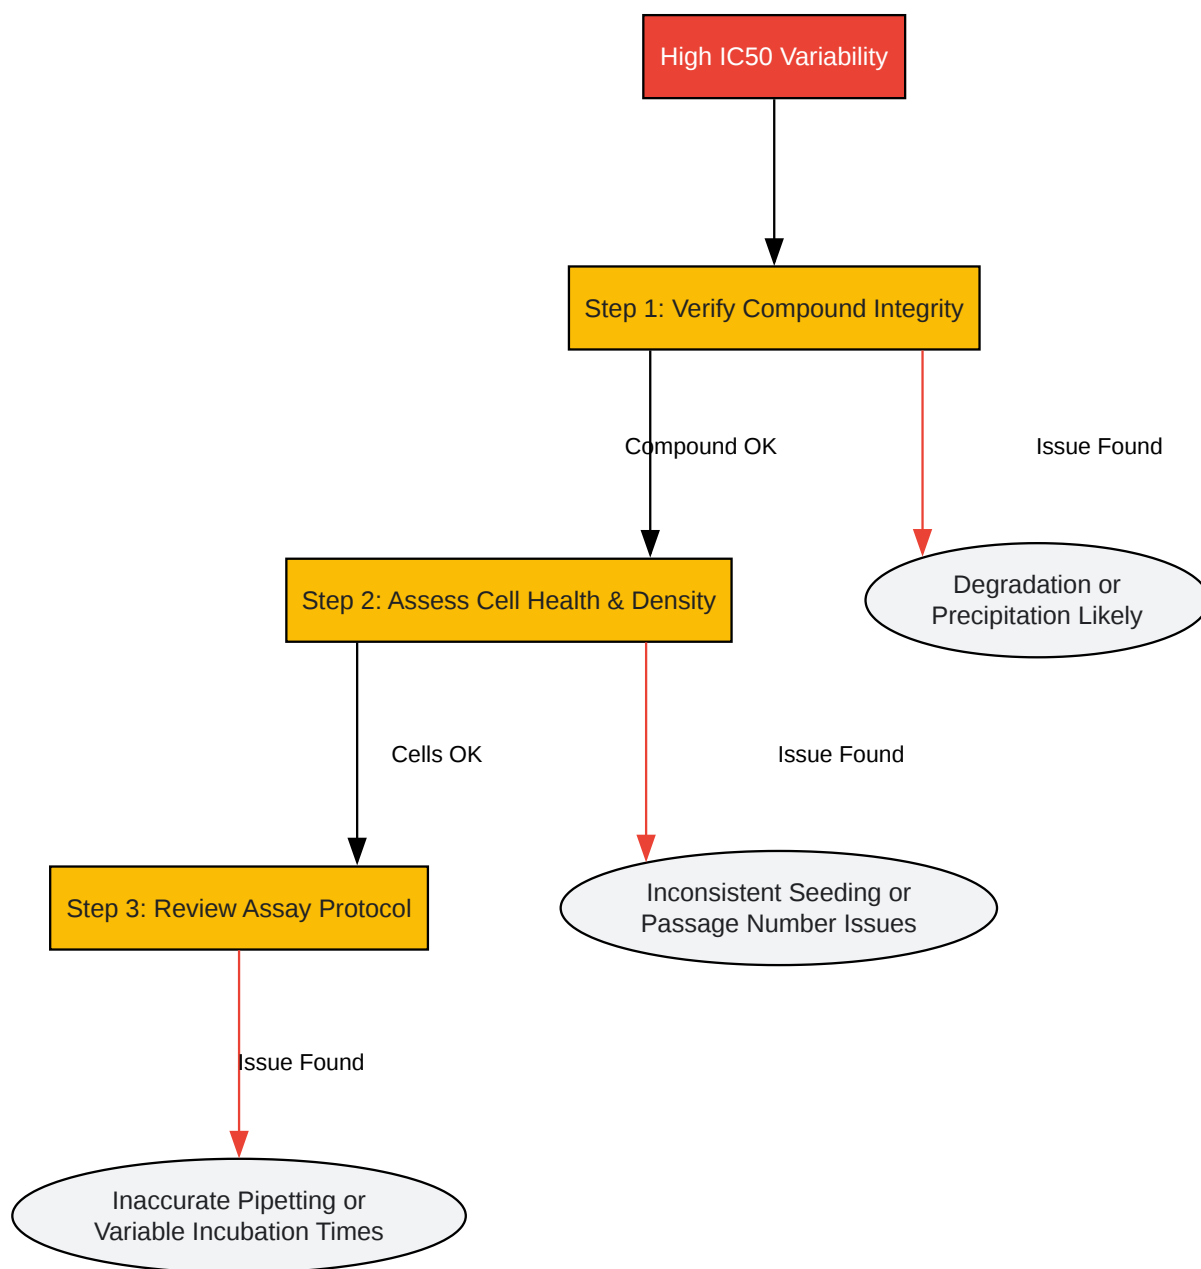 High IC50 Variability
Step 1: Verify Compound Integrity
Compound OK
Issue Found
Degradation or
Precipitation Likely
Step 2: Assess Cell Health & Density
Cells OK
Issue Found
Inconsistent Seeding or
Passage Number Issues
Step 3: Review Assay Protocol
Issue Found
Inaccurate Pipetting or
Variable Incubation Times